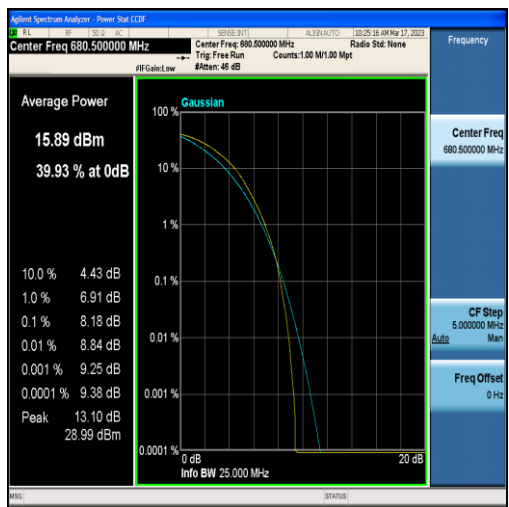 Agilent Spectrum Analyzer - Power Stat CCDF
RL RF 50 Ω AC SENSE:INT ALIGN AUTO 10:25:16 AM Mar 17, 2023
Center Freq 680.500000 MHz
Center Freq: 680.500000 MHz Radio Std: None
Trig: Free Run Counts:1.00 M/1.00 Mpt
#IFGain:Low #Atten: 46 dB
Frequency
Average Power
15.89 dBm
39.93 % at 0dB
10.0 % 4.43 dB
1.0 % 6.91 dB
0.1 % 8.18 dB
0.01 % 8.84 dB
0.001 % 9.25 dB
0.0001 % 9.38 dB
Peak 13.10 dB
28.99 dBm
Gaussian
100 %
10 %
1 %
0.1 %
0.01 %
0.001 %
0.0001 %
0 dB 20 dB
Info BW 25.000 MHz
Center Freq
680.500000 MHz
CF Step
5.000000 MHz
Auto Man
Freq Offset
0 Hz
MSG STATUS